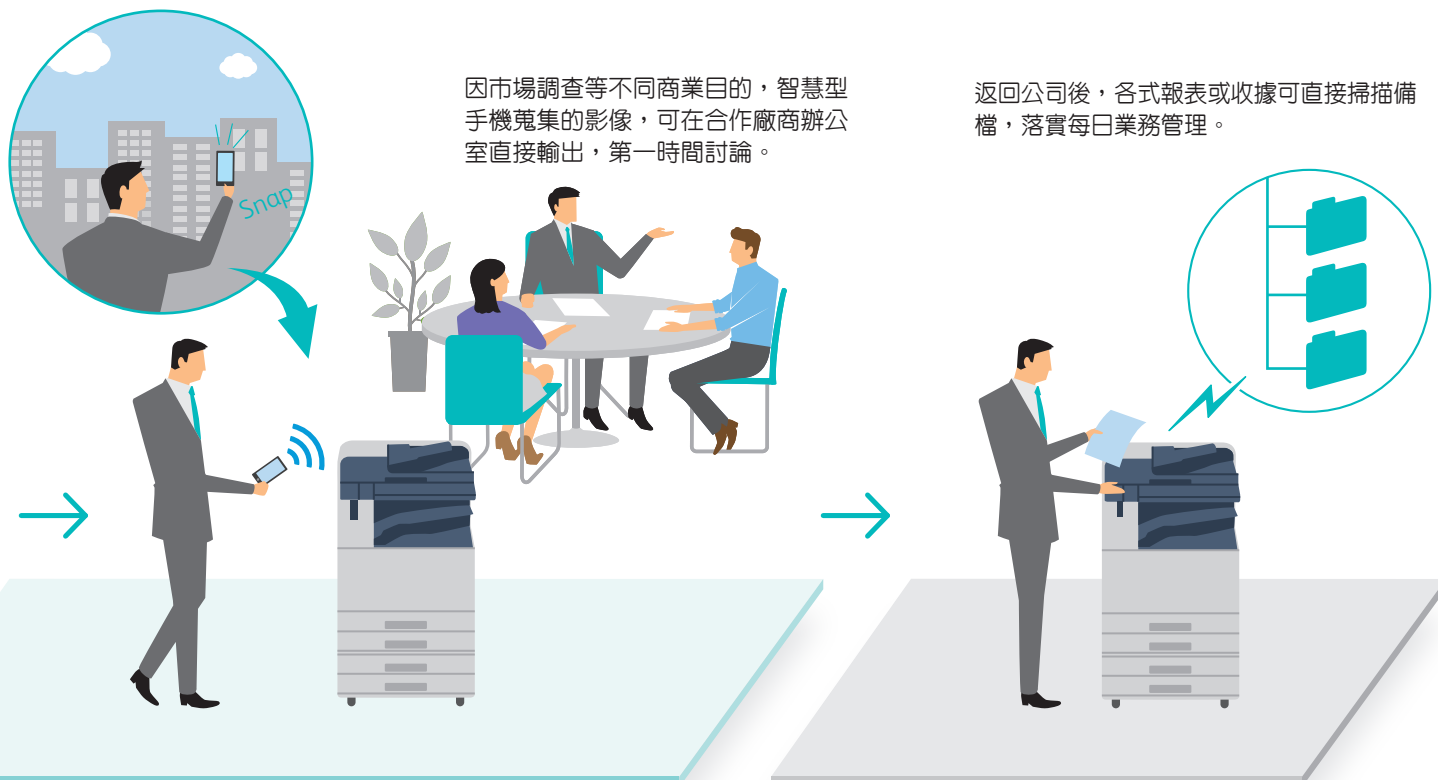 Snap
因市場調查等不同商業目的，智慧型
手機蒐集的影像，可在合作廠商辦公
室直接輸出，第一時間討論。
返回公司後，各式報表或收據可直接掃描備
檔，落實每日業務管理。